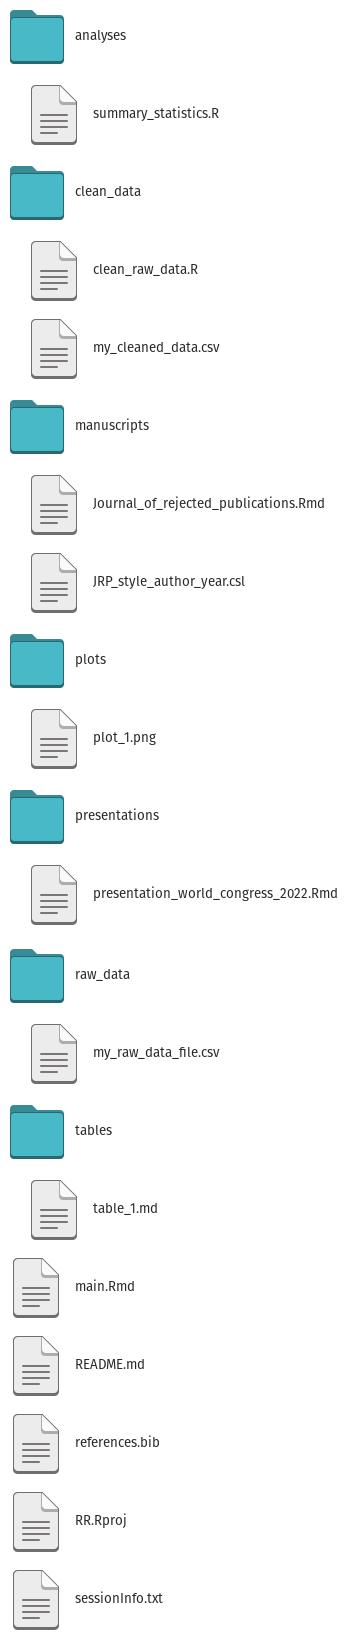 analyses
summary_statistics.R
clean_data
clean_raw_data.R
my_cleaned_data.csv
manuscripts
Journal_of_rejected_publications.Rmd
JRP_style_author_year.csl
plots
plot_1.png
presentations
presentation_world_congress_2022.Rmd
raw_data
my_raw_data_file.csv
tables
table_1.md
main.Rmd
README.md
references.bib
RR.Rproj
sessionInfo.txt